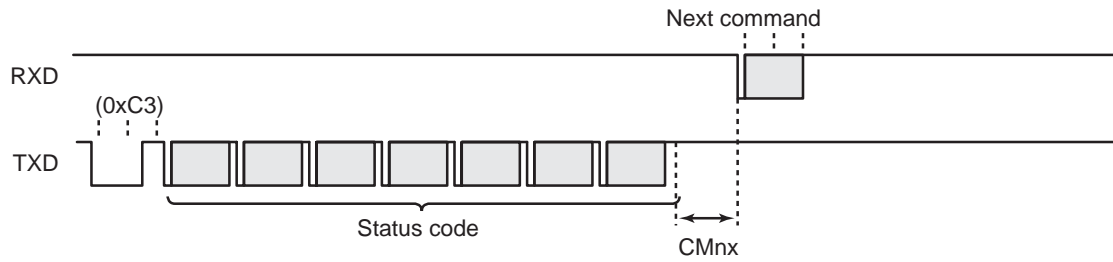 Next command
RXD
(0xC3)
TXD
Status code
CMnx